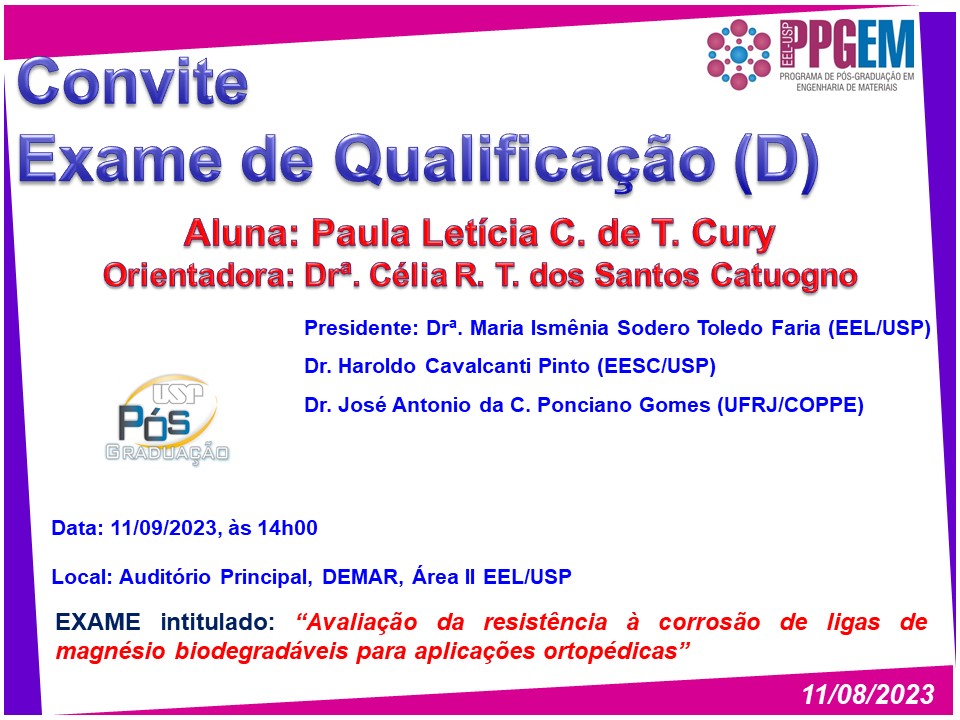 EEL-USP
PPGEM
PROGRAMA DE PÓS-GRADUAÇÃO EM
ENGENHARIA DE MATERIAIS
Convite
Exame de Qualificação (D)
Aluna: Paula Letícia C. de T. Cury
Orientadora: Drª. Célia R. T. dos Santos Catuogno
Presidente: Drª. Maria Ismênia Sodero Toledo Faria (EEL/USP)
Dr. Haroldo Cavalcanti Pinto (EESC/USP)
Dr. José Antonio da C. Ponciano Gomes (UFRJ/COPPE)
USP
PÓS
GRADUAÇÃO
Data: 11/09/2023, às 14h00
Local: Auditório Principal, DEMAR, Área II EEL/USP
EXAME intitulado: “Avaliação da resistência à corrosão de ligas de
magnésio biodegradáveis para aplicações ortopédicas”
11/08/2023